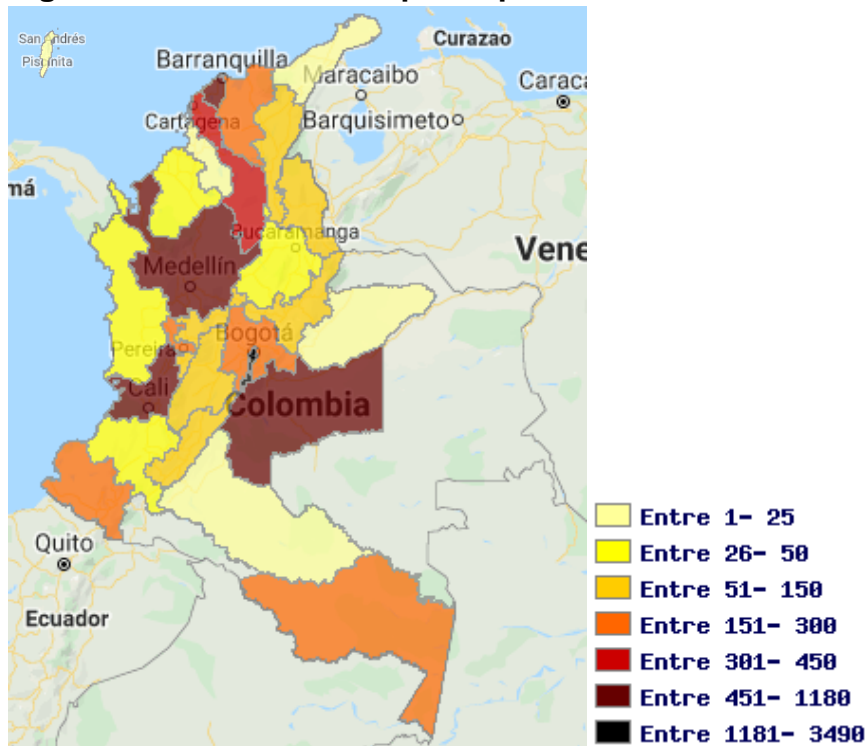 San Andrés
Piscinita
Curazao
Barranquilla
Maracaibo
Caraca
Cartagena
Barquisimeto
má
Bucaramanga
Vene
Medellín
Bogotá
Pereira
Cali
Colombia
Quito
Ecuador
Entre 1- 25
Entre 26- 50
Entre 51- 150
Entre 151- 300
Entre 301- 450
Entre 451- 1180
Entre 1181- 3490